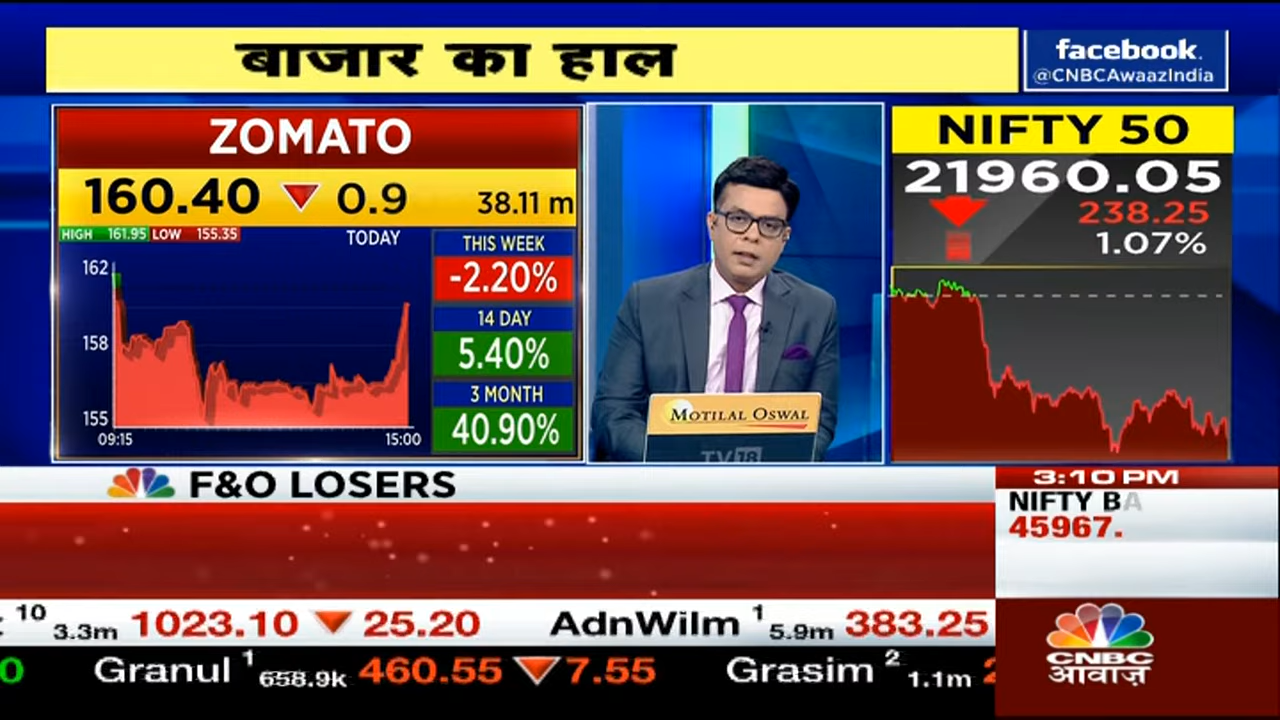 बाजार का हाल
facebook.
@CNBCAwaazIndia
ZOMATO
160.40 0.9 38.11 m
HIGH 161.95 LOW 155.35
TODAY
162
158
155
09:15 15:00
THIS WEEK
-2.20%
14 DAY
5.40%
3 MONTH
40.90%
MOTILAL OSWAL
TV18
NIFTY 50
21960.05
238.25
1.07%
F&O LOSERS
3:10 PM
NIFTY BA
45967.
10 3.3m 1023.10 25.20 AdnWilm 1 5.9m 383.25
0 Granul 1 658.9k 460.55 7.55 Grasim 2 1.1m
CNBC
आवाज़